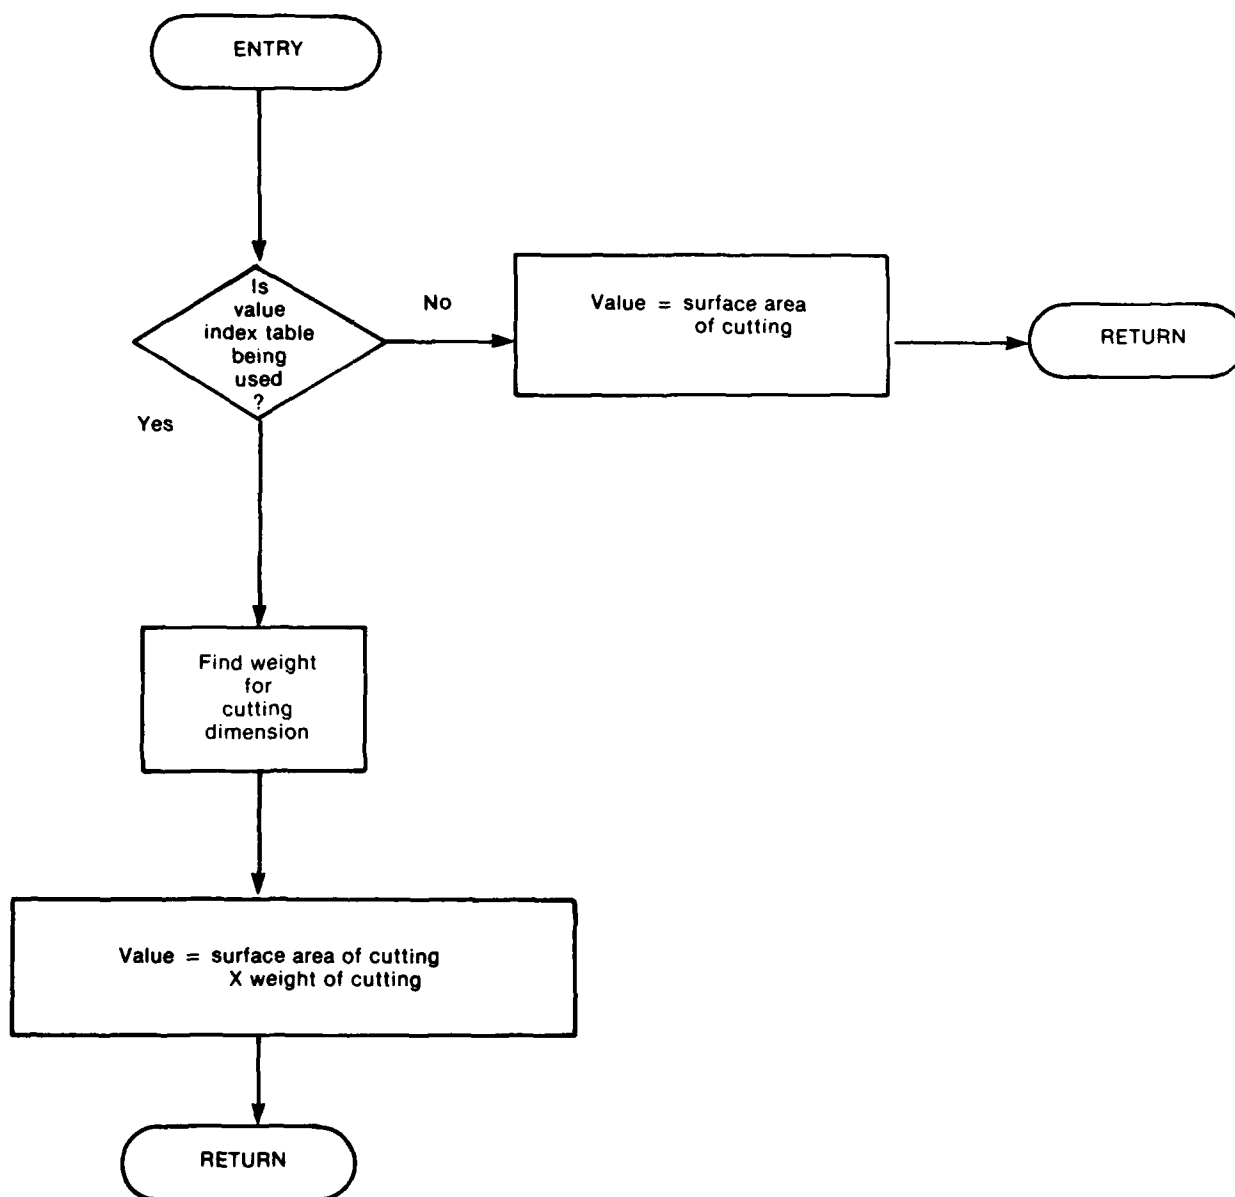 ENTRY
Is
value
index table
being
used
?
No
Value = surface area
of cutting
RETURN
Yes
Find weight
for
cutting
dimension
Value = surface area of cutting
X weight of cutting
RETURN